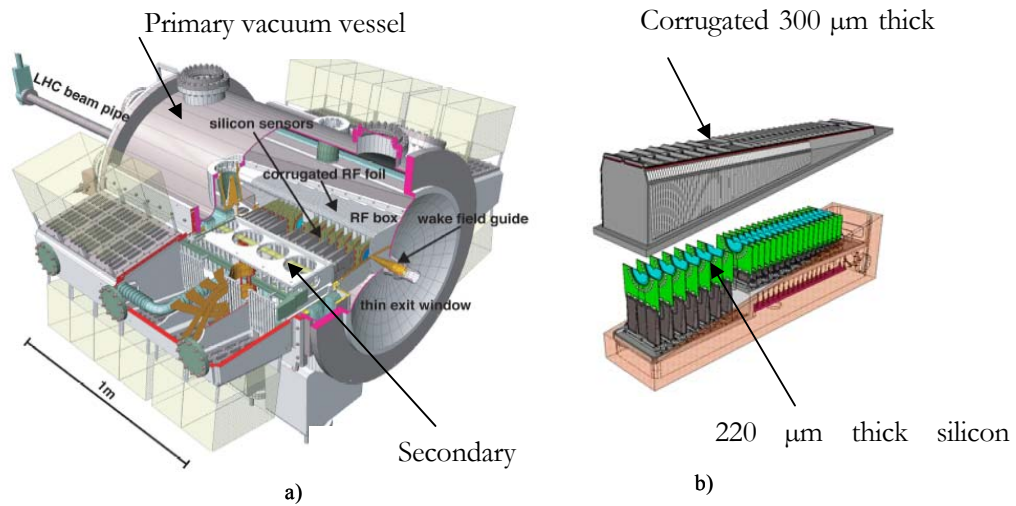 Primary vacuum vessel
LHC beam pipe
silicon sensors
corrugated RF foil
RF box
wake field guide
thin exit window
1m
Secondary
a)
Corrugated 300 μm thick
220 μm thick silicon
b)